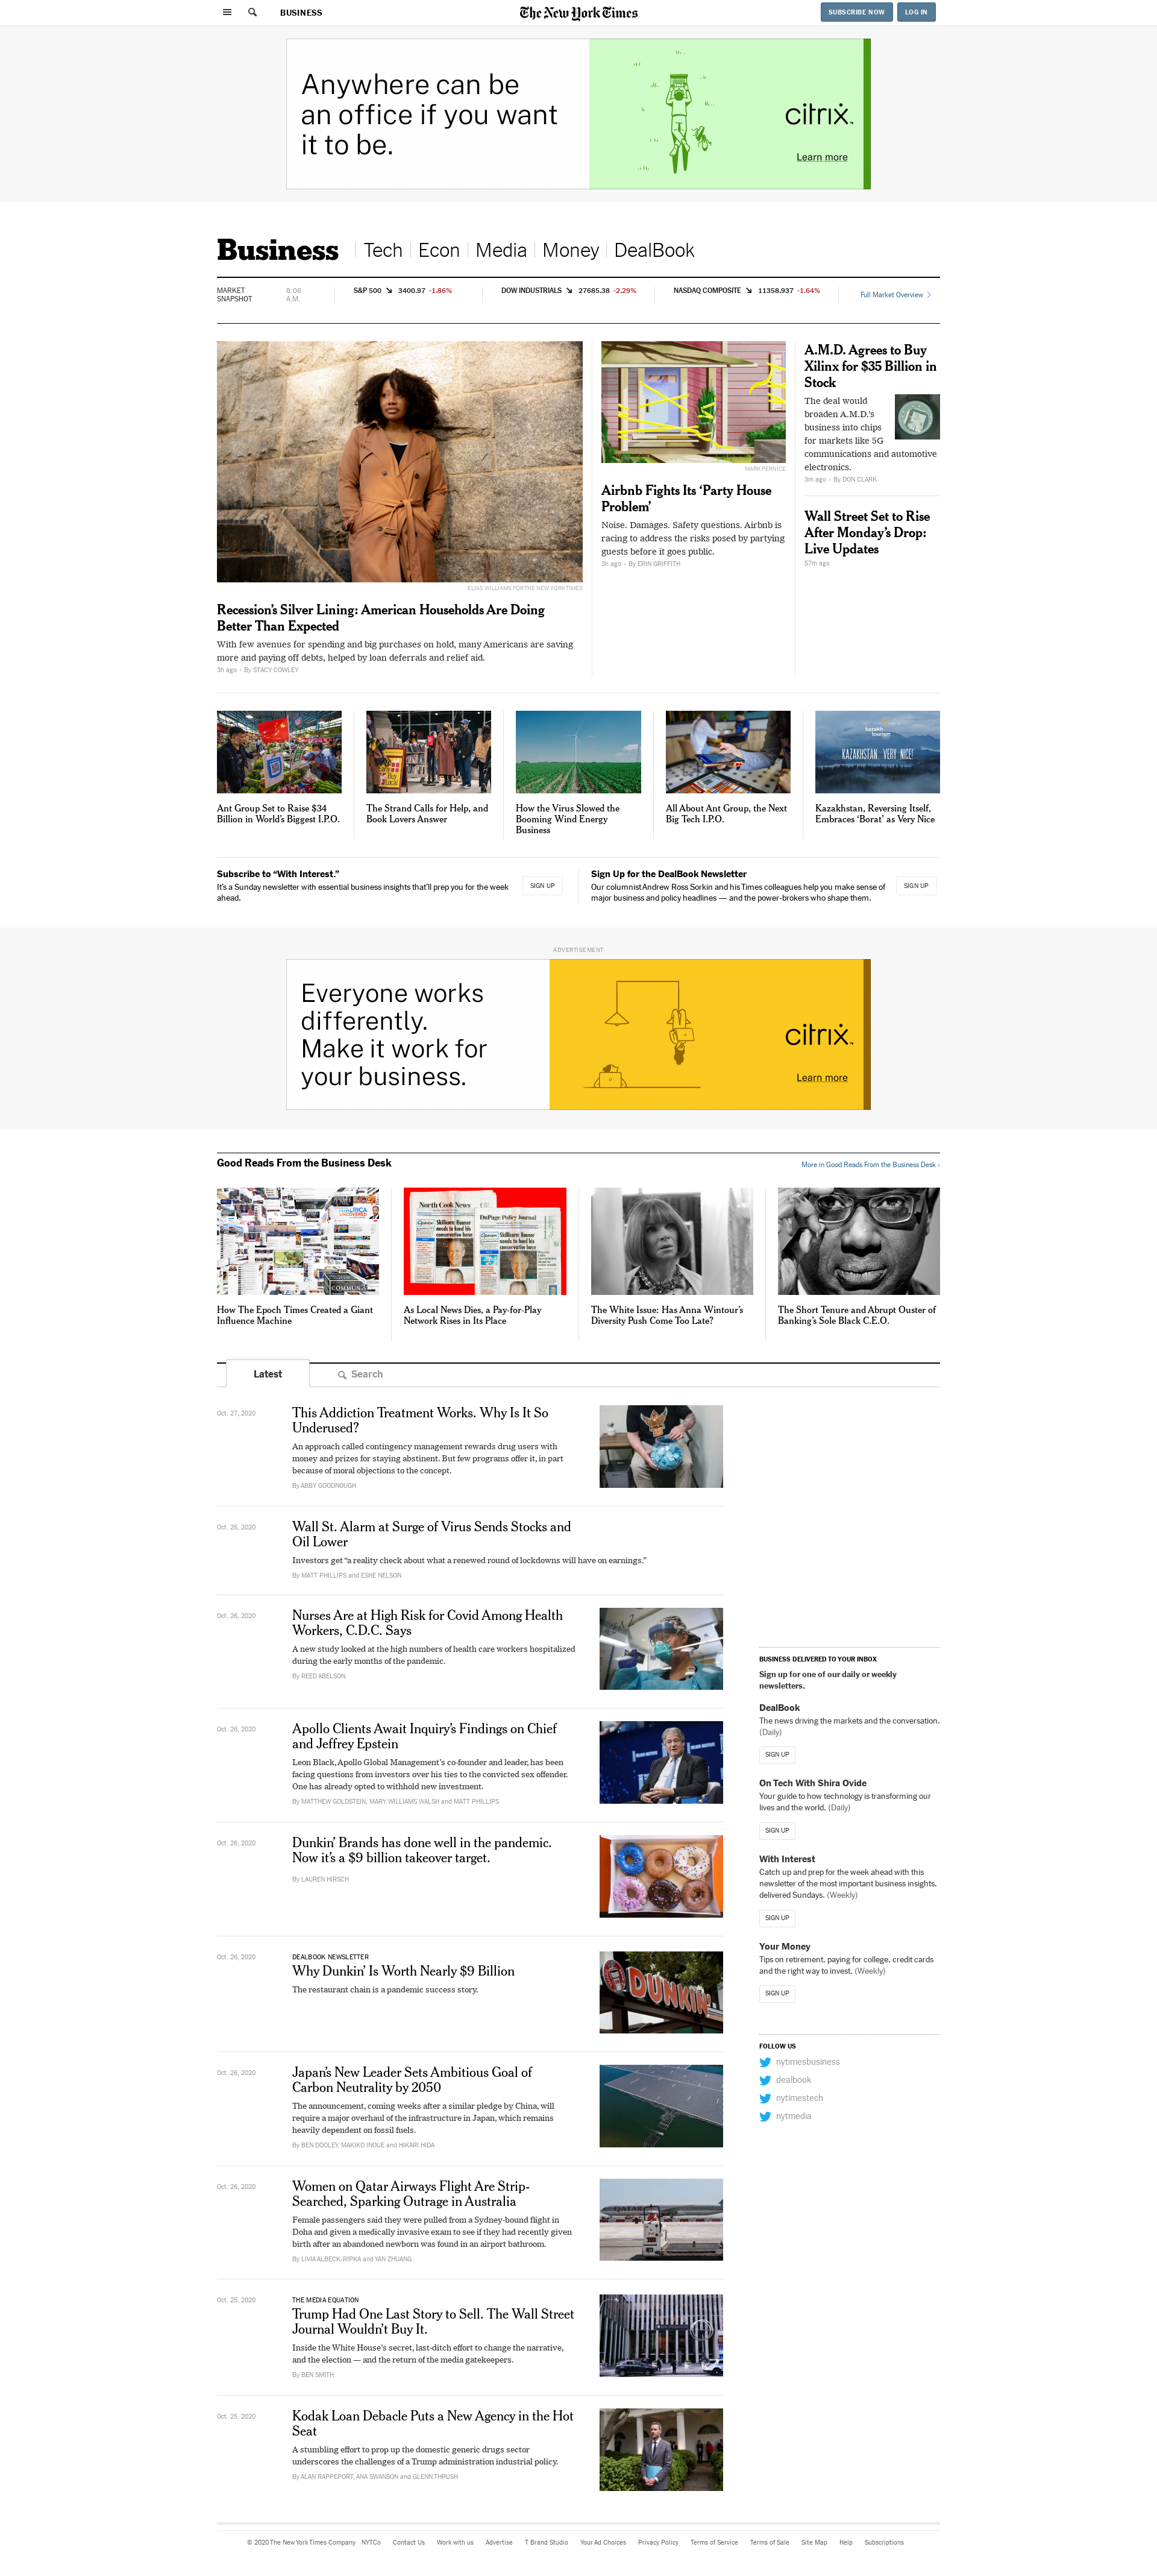 BUSINESS
The New York Times
SUBSCRIBE NOW
LOG IN
Anywhere can be
an office if you want
it to be.
citrix
Learn more
Business
Tech
Econ
Media
Money
DealBook
MARKET
SNAPSHOT
8:06
A.M.
S&P 500 3400.97 -1.86%
DOW INDUSTRIALS 27685.38 -2.29%
NASDAQ COMPOSITE 11358.937 -1.64%
Full Market Overview
ELIAS WILLIAMS FOR THE NEW YORK TIMES
Recession’s Silver Lining: American Households Are Doing
Better Than Expected
With few avenues for spending and big purchases on hold, many Americans are saving
more and paying off debts, helped by loan deferrals and relief aid.
3h ago • By STACY COWLEY
MARK PERNICE
Airbnb Fights Its ‘Party House
Problem’
Noise. Damages. Safety questions. Airbnb is
racing to address the risks posed by partying
guests before it goes public.
3h ago • By ERIN GRIFFITH
A.M.D. Agrees to Buy
Xilinx for $35 Billion in
Stock
The deal would
broaden A.M.D.’s
business into chips
for markets like 5G
communications and automotive
electronics.
3m ago • By DON CLARK
Wall Street Set to Rise
After Monday’s Drop:
Live Updates
57m ago
kazakh
tourism
KAZAKHSTAN. VERY NICE!
Ant Group Set to Raise $34
Billion in World’s Biggest I.P.O.
The Strand Calls for Help, and
Book Lovers Answer
How the Virus Slowed the
Booming Wind Energy
Business
All About Ant Group, the Next
Big Tech I.P.O.
Kazakhstan, Reversing Itself,
Embraces ‘Borat’ as Very Nice
Subscribe to “With Interest.”
It’s a Sunday newsletter with essential business insights that’ll prep you for the week
ahead.
SIGN UP
Sign Up for the DealBook Newsletter
Our columnist Andrew Ross Sorkin and his Times colleagues help you make sense of
major business and policy headlines — and the power-brokers who shape them.
SIGN UP
ADVERTISEMENT
Everyone works
differently.
Make it work for
your business.
citrix
Learn more
Good Reads From the Business Desk
More in Good Reads From the Business Desk ›
North Cook News
DuPage Policy Journal
How The Epoch Times Created a Giant
Influence Machine
As Local News Dies, a Pay-for-Play
Network Rises in Its Place
The White Issue: Has Anna Wintour’s
Diversity Push Come Too Late?
The Short Tenure and Abrupt Ouster of
Banking’s Sole Black C.E.O.
Latest
Search
Oct. 27, 2020
This Addiction Treatment Works. Why Is It So
Underused?
An approach called contingency management rewards drug users with
money and prizes for staying abstinent. But few programs offer it, in part
because of moral objections to the concept.
By ABBY GOODNOUGH
Oct. 26, 2020
Wall St. Alarm at Surge of Virus Sends Stocks and
Oil Lower
Investors get “a reality check about what a renewed round of lockdowns will have on earnings.”
By MATT PHILLIPS and ESHE NELSON
Oct. 26, 2020
Nurses Are at High Risk for Covid Among Health
Workers, C.D.C. Says
A new study looked at the high numbers of health care workers hospitalized
during the early months of the pandemic.
By REED ABELSON
Oct. 26, 2020
Apollo Clients Await Inquiry’s Findings on Chief
and Jeffrey Epstein
Leon Black, Apollo Global Management’s co-founder and leader, has been
facing questions from investors over his ties to the convicted sex offender.
One has already opted to withhold new investment.
By MATTHEW GOLDSTEIN, MARY WILLIAMS WALSH and MATT PHILLIPS
Oct. 26, 2020
Dunkin’ Brands has done well in the pandemic.
Now it’s a $9 billion takeover target.
By LAUREN HIRSCH
Oct. 26, 2020
DEALBOOK NEWSLETTER
Why Dunkin’ Is Worth Nearly $9 Billion
The restaurant chain is a pandemic success story.
DUNKIN'
Oct. 26, 2020
Japan’s New Leader Sets Ambitious Goal of
Carbon Neutrality by 2050
The announcement, coming weeks after a similar pledge by China, will
require a major overhaul of the infrastructure in Japan, which remains
heavily dependent on fossil fuels.
By BEN DOOLEY, MAKIKO INOUE and HIKARI HIDA
Oct. 26, 2020
Women on Qatar Airways Flight Are Strip-
Searched, Sparking Outrage in Australia
Female passengers said they were pulled from a Sydney-bound flight in
Doha and given a medically invasive exam to see if they had recently given
birth after an abandoned newborn was found in an airport bathroom.
By LIVIA ALBECK-RIPKA and YAN ZHUANG
QATAR
Oct. 25, 2020
THE MEDIA EQUATION
Trump Had One Last Story to Sell. The Wall Street
Journal Wouldn’t Buy It.
Inside the White House’s secret, last-ditch effort to change the narrative,
and the election — and the return of the media gatekeepers.
By BEN SMITH
Oct. 25, 2020
Kodak Loan Debacle Puts a New Agency in the Hot
Seat
A stumbling effort to prop up the domestic generic drugs sector
underscores the challenges of a Trump administration industrial policy.
By ALAN RAPPEPORT, ANA SWANSON and GLENN THRUSH
BUSINESS DELIVERED TO YOUR INBOX
Sign up for one of our daily or weekly
newsletters.
DealBook
The news driving the markets and the conversation.
(Daily)
SIGN UP
On Tech With Shira Ovide
Your guide to how technology is transforming our
lives and the world. (Daily)
SIGN UP
With Interest
Catch up and prep for the week ahead with this
newsletter of the most important business insights,
delivered Sundays. (Weekly)
SIGN UP
Your Money
Tips on retirement, paying for college, credit cards
and the right way to invest. (Weekly)
SIGN UP
FOLLOW US
nytimesbusiness
dealbook
nytimestech
nytmedia
© 2020 The New York Times Company NYTCo Contact Us Work with us Advertise T Brand Studio Your Ad Choices Privacy Policy Terms of Service Terms of Sale Site Map Help Subscriptions